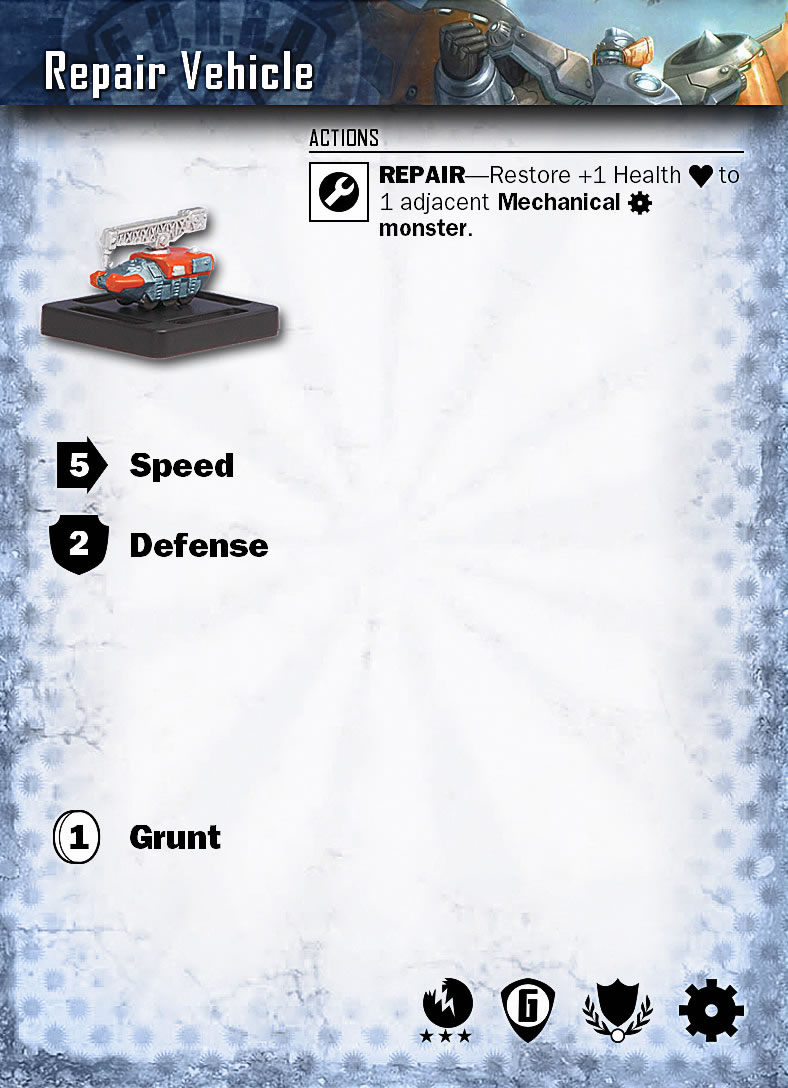 Repair Vehicle
ACTIONS
REPAIR—Restore +1 Health ♥ to
1 adjacent Mechanical
monster.
5 Speed
2 Defense
1 Grunt
G